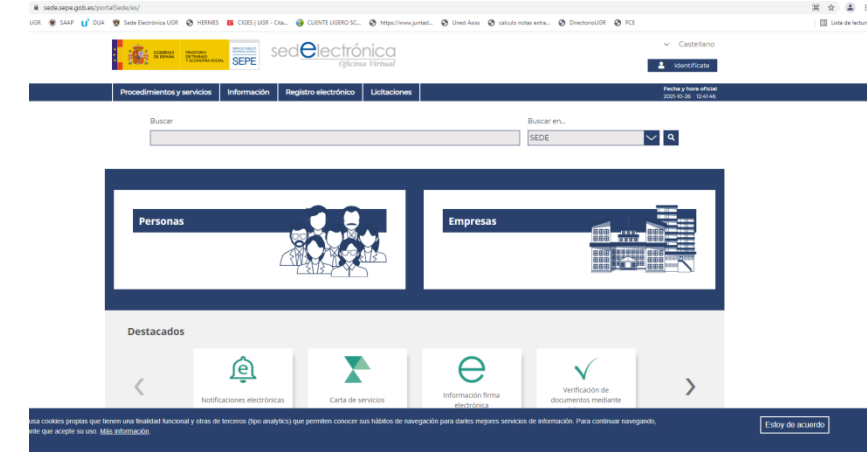 sede.sepe.gob.es/portalSede/es/
UGR SAAP DUA Sede Electrónica UGR HERMES CIGES | UGR - Cita... CLIENTE LIGERO SC... https://www.juntad... Uned Asiss calculo notas extra... DirectorioUGR PCE Lista de lectura
GOBIERNO DE ESPAÑA
MINISTERIO DE TRABAJO Y ECONOMÍA SOCIAL
SEPE
sedElectrónica
Oficina Virtual
Castellano
Identifícate
Procedimientos y servicios Información Registro electrónico Licitaciones
Fecha y hora oficial
2021-10-26 12:41:46
Buscar Buscar en...
SEDE
Personas Empresas
Destacados
Notificaciones electrónicas
Carta de servicios
Información firma
electrónica
Verificación de
documentos mediante
usa cookies propias que tienen una finalidad funcional y otras de terceros (tipo analytics) que permiten conocer sus hábitos de navegación para darles mejores servicios de información. Para continuar navegando,
nte que acepte su uso. Más información.
Estoy de acuerdo